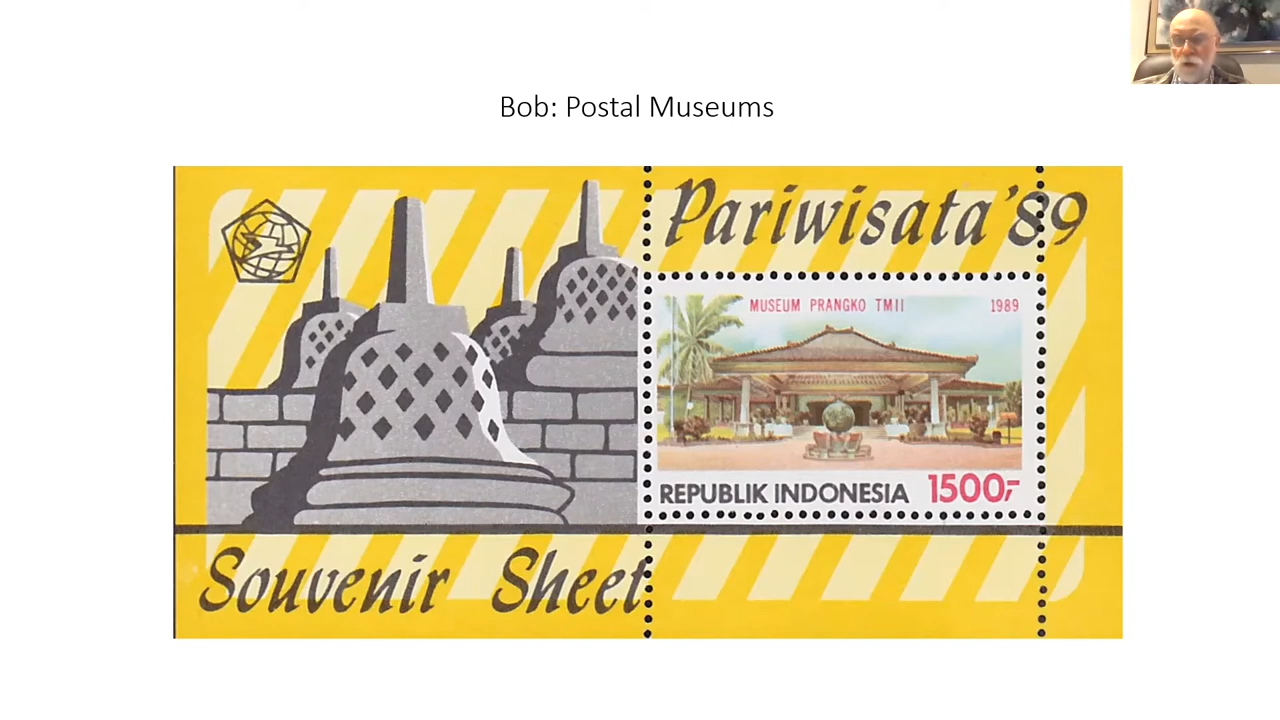 Bob: Postal Museums
Pariwisata '89
MUSEUM PRANGKO TMII 1989
REPUBLIK INDONESIA 1500,-
Souvenir Sheet